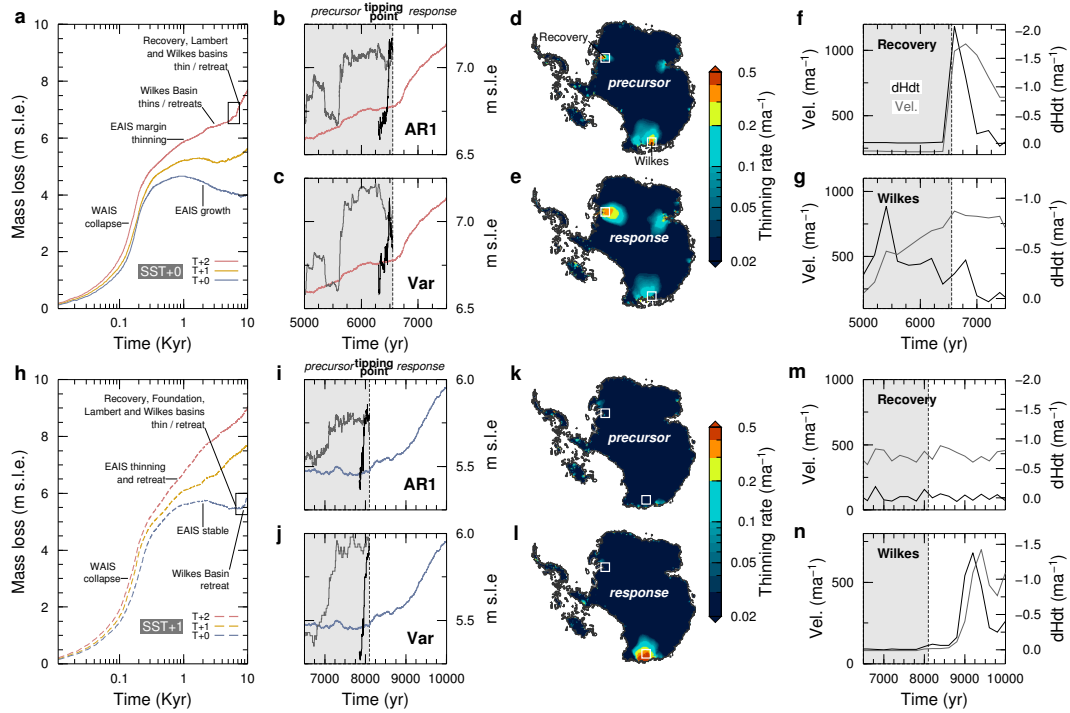 a
Mass loss (m s.l.e.)
10
8
6
4
2
0
0.1
1
10
Time (Kyr)
Recovery, Lambert
and Wilkes basins
thin / retreat
Wilkes Basin
thins / retreats
EAIS margin
thinning
WAIS
collapse
EAIS growth
SST+0
T+2
T+1
T+0
b
precursor
tipping
point
response
7.0
6.5
m s.l.e
AR1
c
7.0
6.5
m s.l.e
Var
5000
6000
7000
Time (yr)
d
Recovery
precursor
Wilkes
e
response
0.5
0.2
0.1
0.05
0.02
Thinning rate (ma⁻¹)
f
Recovery
dHdt
Vel.
1000
500
Vel. (ma⁻¹)
−2.0
−1.5
−1.0
−0.5
0.0
dHdt (ma⁻¹)
g
Wilkes
1000
500
0
Vel. (ma⁻¹)
−1.0
−0.5
0.0
dHdt (ma⁻¹)
5000
6000
7000
Time (yr)
h
Mass loss (m s.l.e.)
10
8
6
4
2
0
0.1
1
10
Time (Kyr)
Recovery, Foundation,
Lambert and Wilkes basins
thin / retreat
EAIS thinning
and retreat
EAIS stable
WAIS
collapse
Wilkes Basin
retreat
SST+1
T+2
T+1
T+0
i
precursor
tipping
point
response
6.0
5.5
m s.l.e
AR1
j
5.5
m s.l.e
Var
7000
8000
9000
10000
Time (yr)
k
precursor
l
response
0.5
0.2
0.1
0.05
0.02
Thinning rate (ma⁻¹)
m
Recovery
1000
500
0
Vel. (ma⁻¹)
−2.0
−1.5
−1.0
−0.5
0.0
dHdt (ma⁻¹)
n
Wilkes
500
0
Vel. (ma⁻¹)
−1.5
−1.0
−0.5
0.0
dHdt (ma⁻¹)
7000
8000
9000
10000
Time (yr)